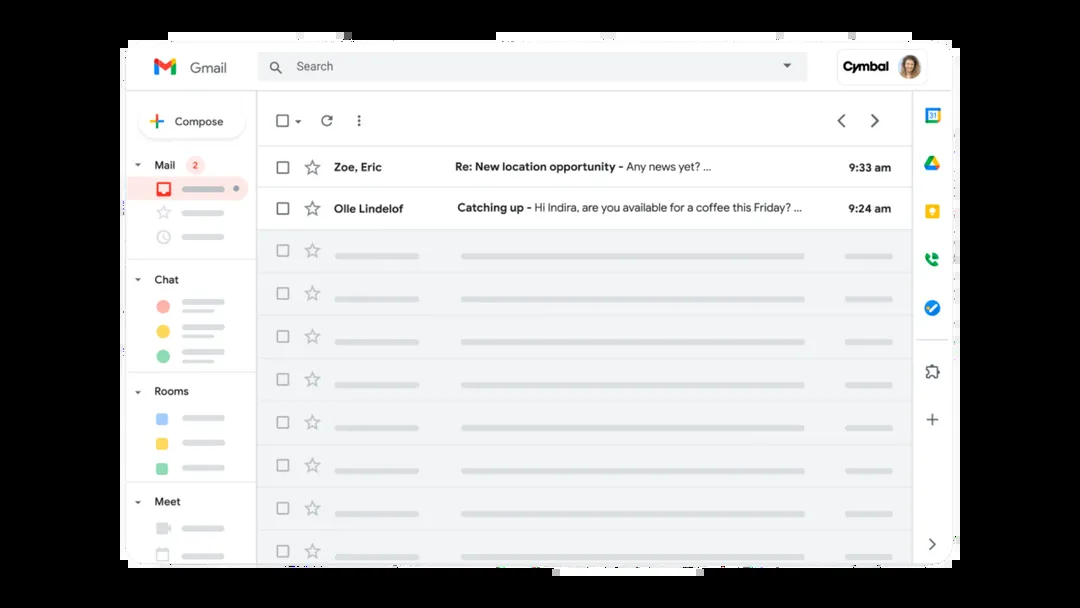 Gmail
Search
Cymbal
Compose
31
Mail 2
Zoe, Eric Re: New location opportunity - Any news yet? ... 9:33 am
Olle Lindelof Catching up - Hi Indira, are you available for a coffee this Friday? ... 9:24 am
Chat
Rooms
Meet